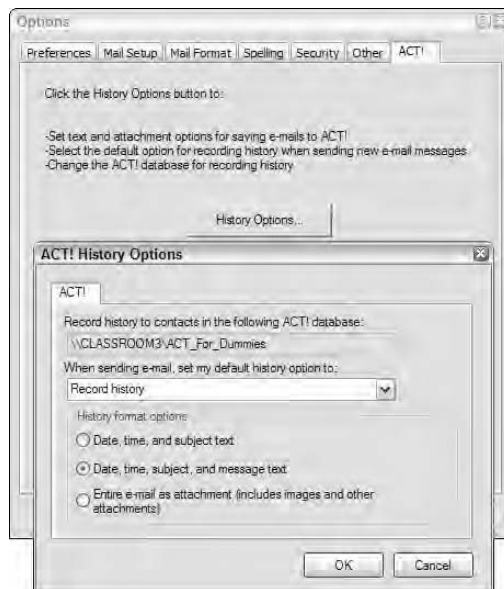 Options
Preferences Mail Setup Mail Format Spelling Security Other ACT!
Click the History Options button to:
-Set text and attachment options for saving e-mails to ACT!
-Select the default option for recording history when sending new e-mail messages
-Change the ACT! database for recording history
History Options...
ACT! History Options
ACT!
Record history to contacts in the following ACT! database:
\\CLASSROOM3\ACT_For_Dummies
When sending e-mail, set my default history option to:
Record history
History format options
Date, time, and subject text
Date, time, subject, and message text
Entire e-mail as attachment (includes images and other
attachments)
OK Cancel